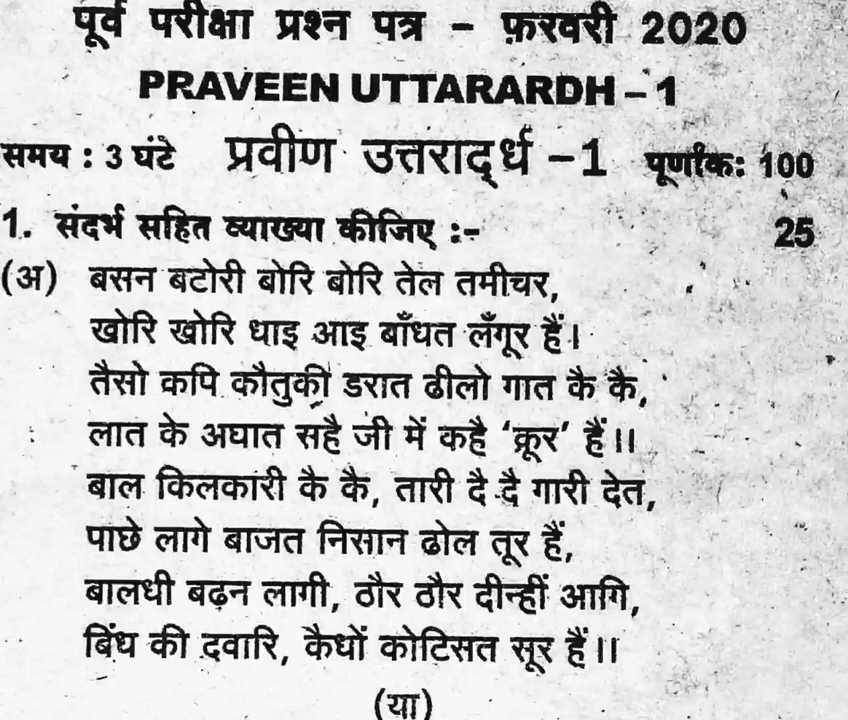 पूर्व परीक्षा प्रश्न पत्र - फ़रवरी 2020
PRAVEEN UTTARARDH – 1
समय : 3 घंटे प्रवीण उत्तरार्द्ध –1 पूर्णांक: 100
1. संदर्भ सहित व्याख्या कीजिए :- 25
(अ) बसन बटोरी बोरि बोरि तेल तमीचर,
खोरि खोरि धाइ आइ बाँधत लँगूर हैं।
तैसो कपि कौतुकी डरात ढीलो गात कै कै,
लात के अघात सहै जी में कहै ‘क्रूर’ हैं।।
बाल किलकारी कै कै, तारी दै दै गारी देत,
पाछे लागे बाजत निसान ढोल तूर हैं,
बालधी बढ़न लागी, ठौर ठौर दीन्हीं आगि,
बिंध की दवारि, कैधों कोटिसत सूर हैं।।
(या)